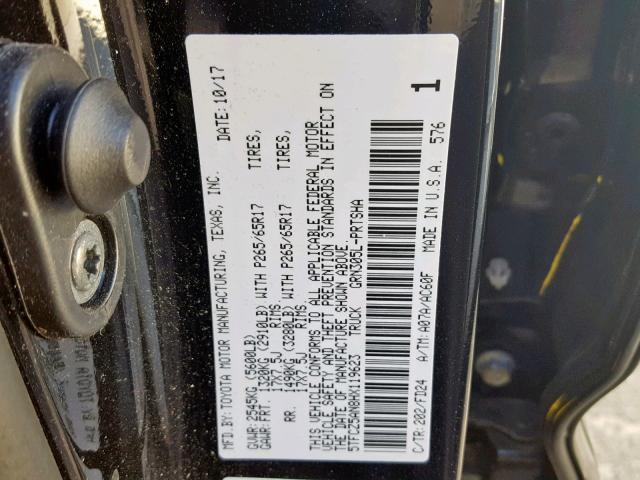 MFD.BY:TOYOTA MOTOR MANUFACTURING, TEXAS, INC. DATE:10/17
GVWR:2545KG (5600LB)
GAWR:FRT. 1320KG (2910LB) WITH P265/65R17 TIRES,
17X7.5J RIMS.
RR. 1490KG (3280LB) WITH P265/65R17 TIRES,
17X7.5J RIMS.
THIS VEHICLE CONFORMS TO ALL APPLICABLE FEDERAL MOTOR
VEHICLE SAFETY AND THEFT PREVENTION STANDARDS IN EFFECT ON
THE DATE OF MANUFACTURE SHOWN ABOVE.
5TFCZ5AN8HX119623 TRUCK GRN305L-PRTSHA
1
C/TR:202/FD24 A/TM:A07A/AC60F MADE IN U.S.A. 576